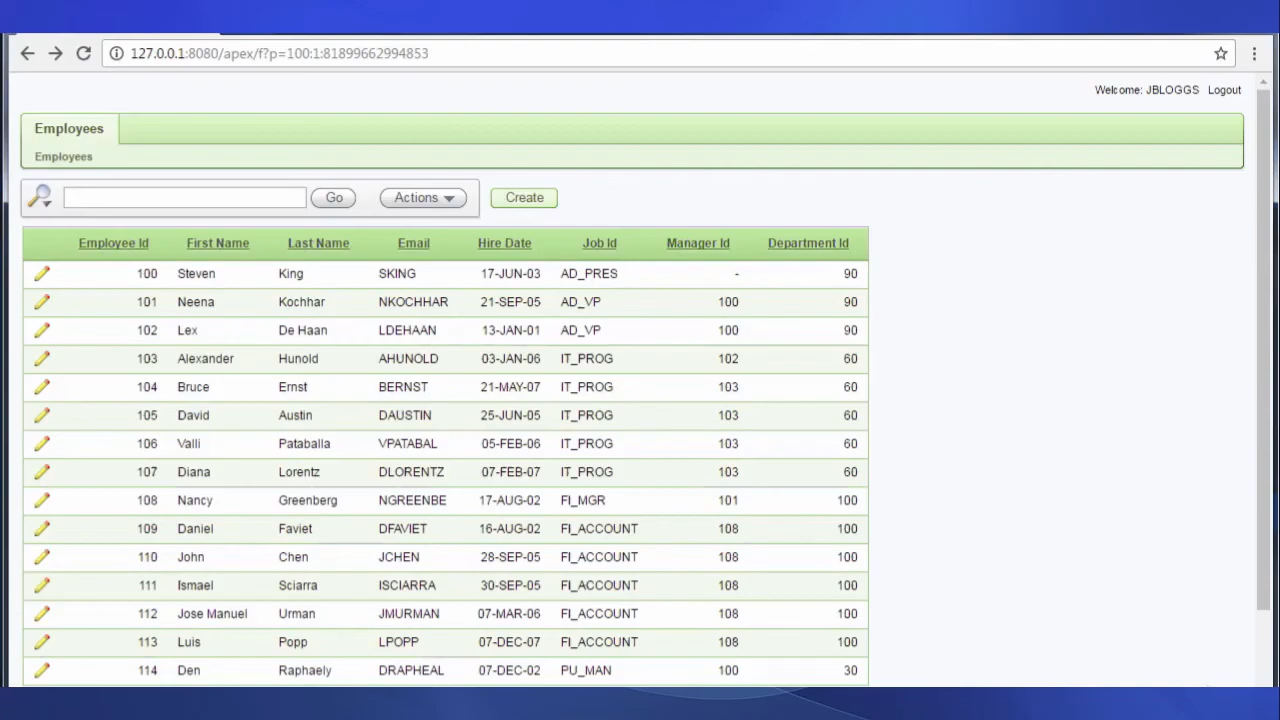 127.0.0.1:8080/apex/f?p=100:1:81899662994853
Welcome: JBLOGGS Logout
Employees
Employees
Go Actions Create
Employee Id First Name Last Name Email Hire Date Job Id Manager Id Department Id
100 Steven King SKING 17-JUN-03 AD_PRES - 90
101 Neena Kochhar NKOCHHAR 21-SEP-05 AD_VP 100 90
102 Lex De Haan LDEHAAN 13-JAN-01 AD_VP 100 90
103 Alexander Hunold AHUNOLD 03-JAN-06 IT_PROG 102 60
104 Bruce Ernst BERNST 21-MAY-07 IT_PROG 103 60
105 David Austin DAUSTIN 25-JUN-05 IT_PROG 103 60
106 Valli Pataballa VPATABAL 05-FEB-06 IT_PROG 103 60
107 Diana Lorentz DLORENTZ 07-FEB-07 IT_PROG 103 60
108 Nancy Greenberg NGREENBE 17-AUG-02 FI_MGR 101 100
109 Daniel Faviet DFAVIET 16-AUG-02 FI_ACCOUNT 108 100
110 John Chen JCHEN 28-SEP-05 FI_ACCOUNT 108 100
111 Ismael Sciarra ISCIARRA 30-SEP-05 FI_ACCOUNT 108 100
112 Jose Manuel Urman JMURMAN 07-MAR-06 FI_ACCOUNT 108 100
113 Luis Popp LPOPP 07-DEC-07 FI_ACCOUNT 108 100
114 Den Raphaely DRAPHEAL 07-DEC-02 PU_MAN 100 30